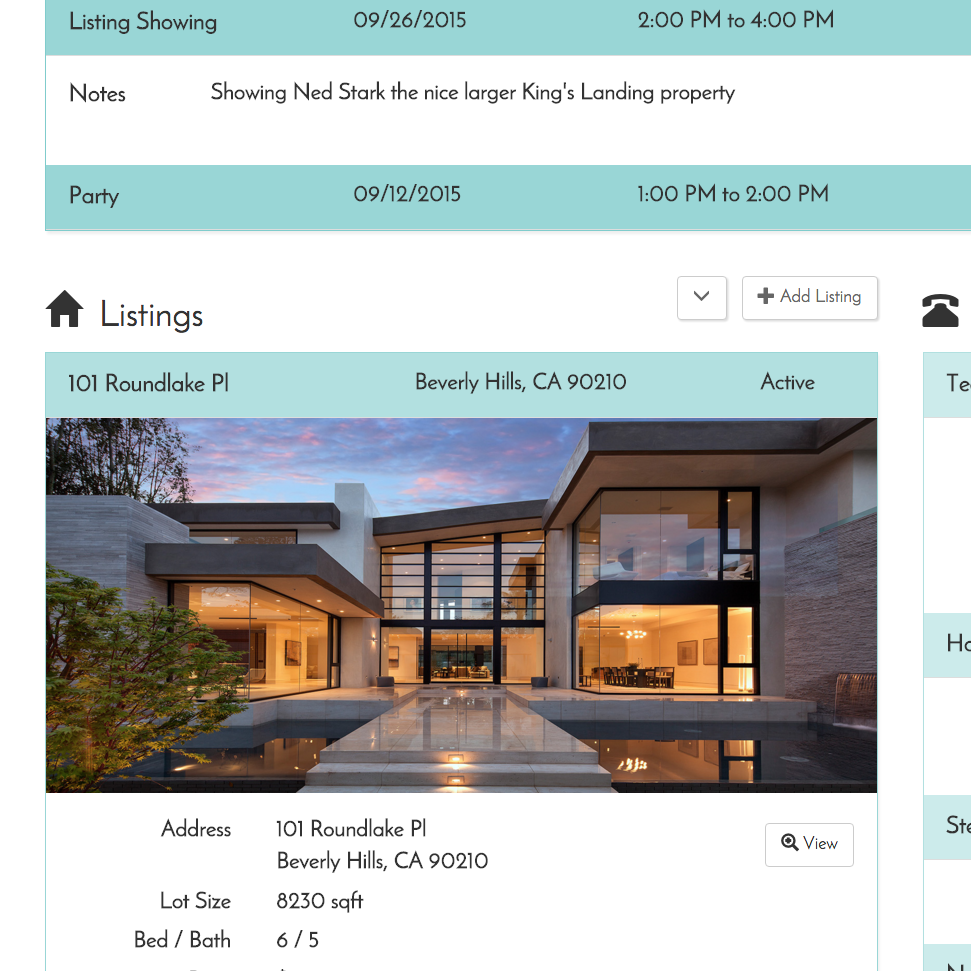 Listing Showing 09/26/2015 2:00 PM to 4:00 PM
Notes Showing Ned Stark the nice larger King's Landing property
Party 09/12/2015 1:00 PM to 2:00 PM
Listings Add Listing
101 Roundlake Pl Beverly Hills, CA 90210 Active
Address 101 Roundlake Pl View
Beverly Hills, CA 90210
Lot Size 8230 sqft
Bed / Bath 6 / 5